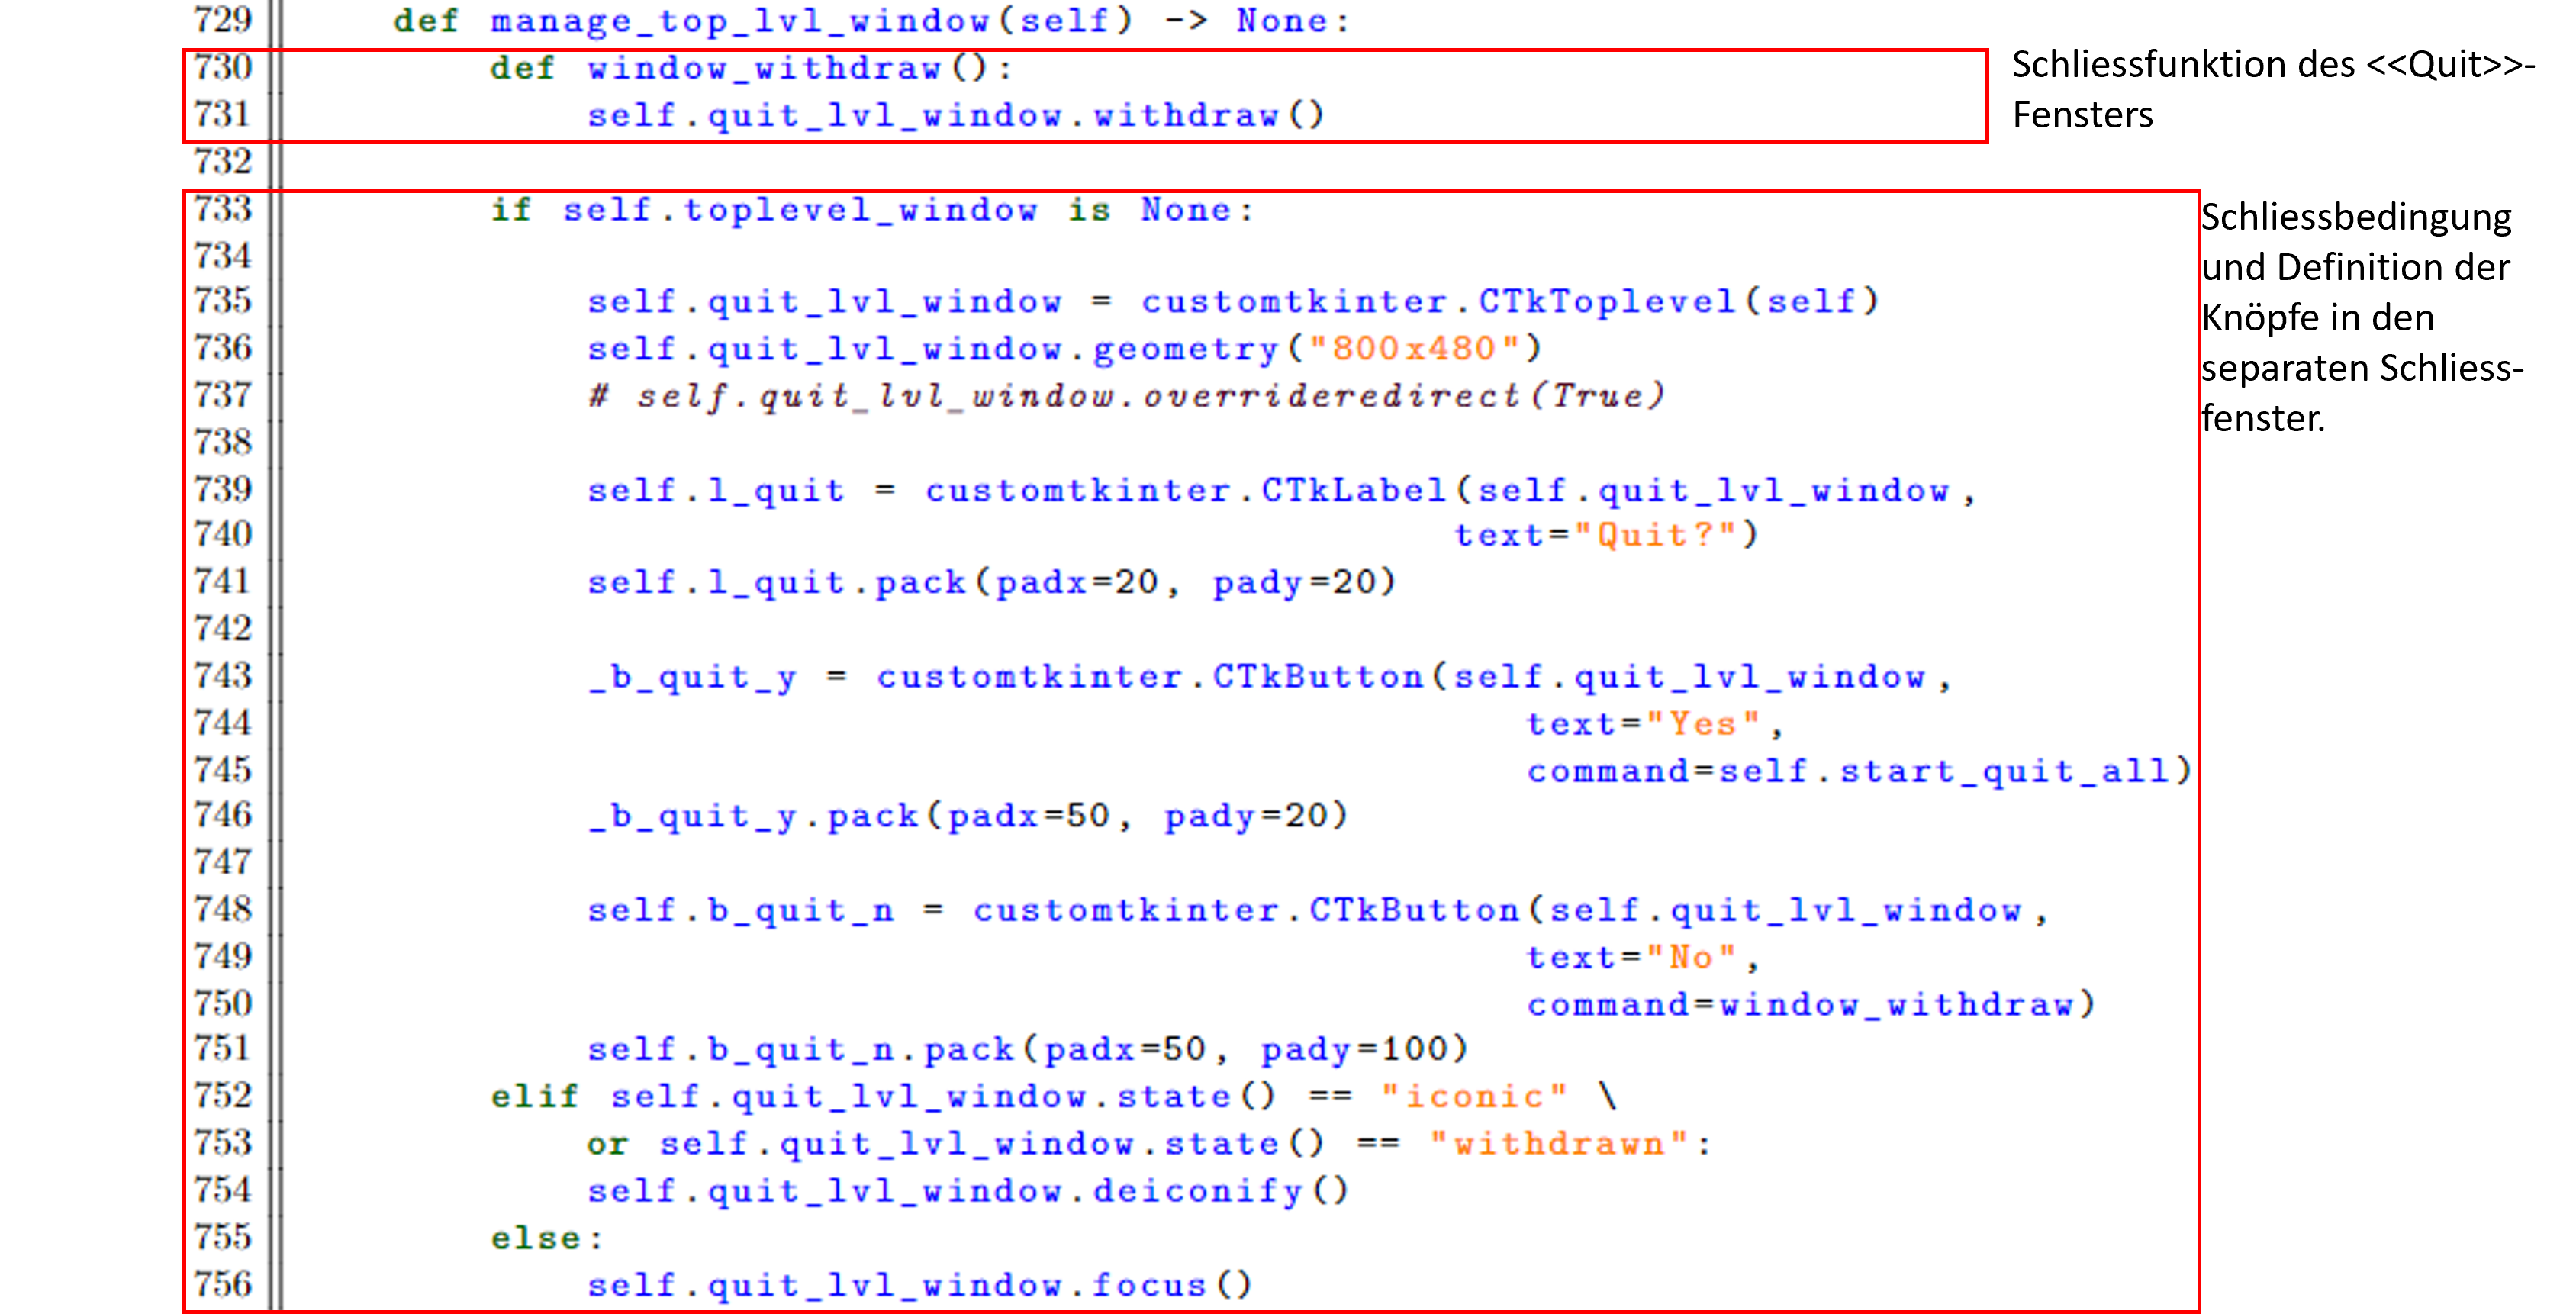 729 def manage_top_lvl_window(self) -> None:
730 def window_withdraw():
731 self.quit_lvl_window.withdraw()
732
733 if self.toplevel_window is None:
734
735 self.quit_lvl_window = customtkinter.CTkToplevel(self)
736 self.quit_lvl_window.geometry("800x480")
737 # self.quit_lvl_window.overrideredirect(True)
738
739 self.l_quit = customtkinter.CTkLabel(self.quit_lvl_window,
740 text="Quit?")
741 self.l_quit.pack(padx=20, pady=20)
742
743 _b_quit_y = customtkinter.CTkButton(self.quit_lvl_window,
744 text="Yes",
745 command=self.start_quit_all)
746 _b_quit_y.pack(padx=50, pady=20)
747
748 self.b_quit_n = customtkinter.CTkButton(self.quit_lvl_window,
749 text="No",
750 command=window_withdraw)
751 self.b_quit_n.pack(padx=50, pady=100)
752 elif self.quit_lvl_window.state() == "iconic" \
753 or self.quit_lvl_window.state() == "withdrawn":
754 self.quit_lvl_window.deiconify()
755 else:
756 self.quit_lvl_window.focus()
Schliessfunktion des <<Quit>>-
Fensters
Schliessbedingung
und Definition der
Knöpfe in den
separaten Schliess-
fenster.